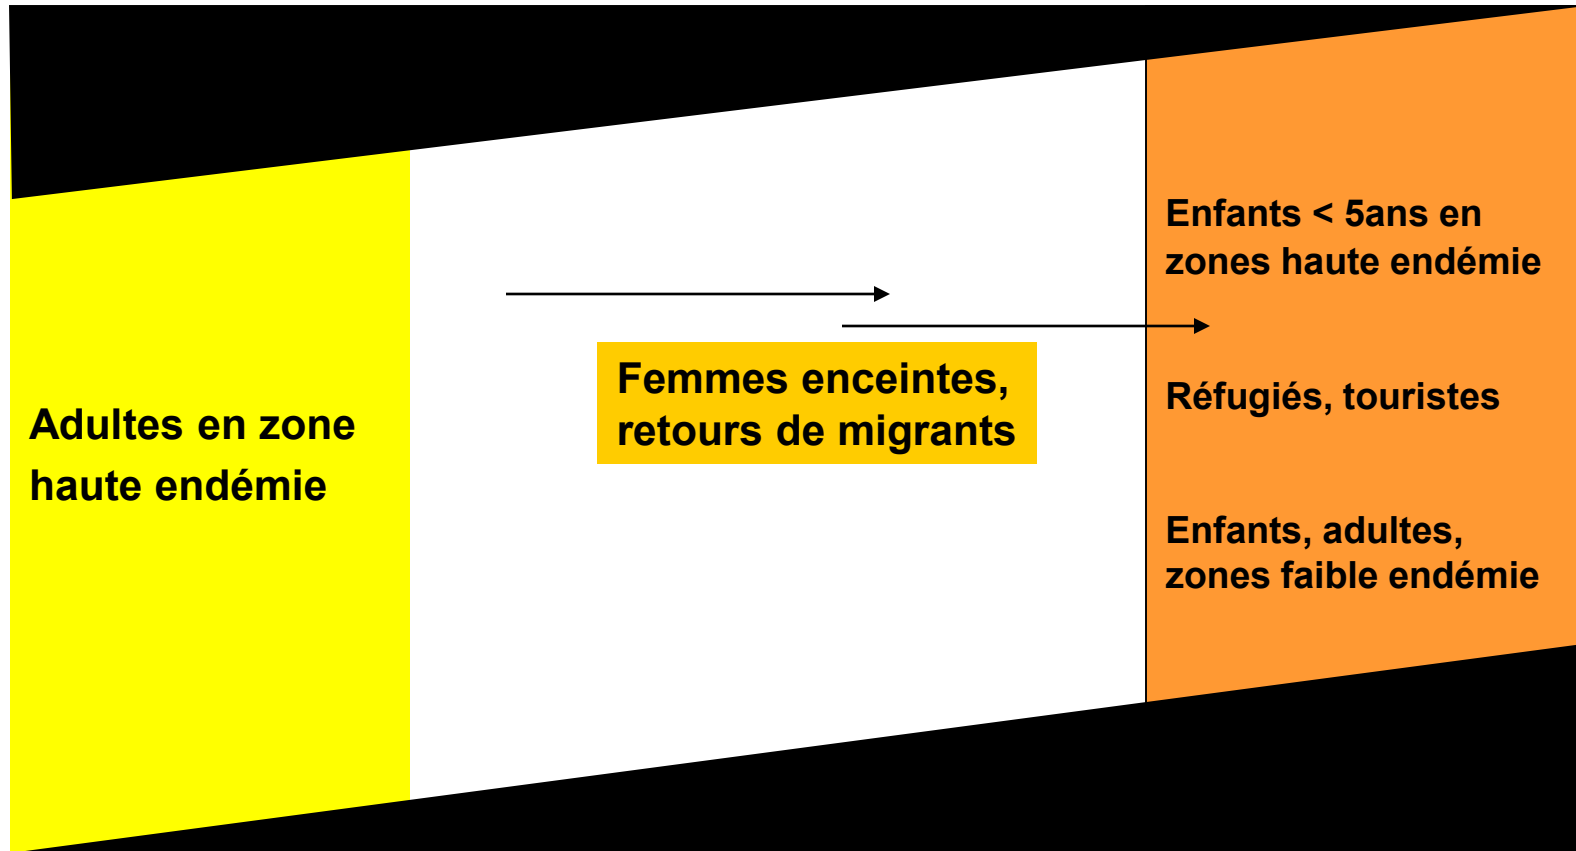 Adultes en zone
haute endémie
Femmes enceintes,
retours de migrants
Enfants < 5ans en
zones haute endémie
Réfugiés, touristes
Enfants, adultes,
zones faible endémie